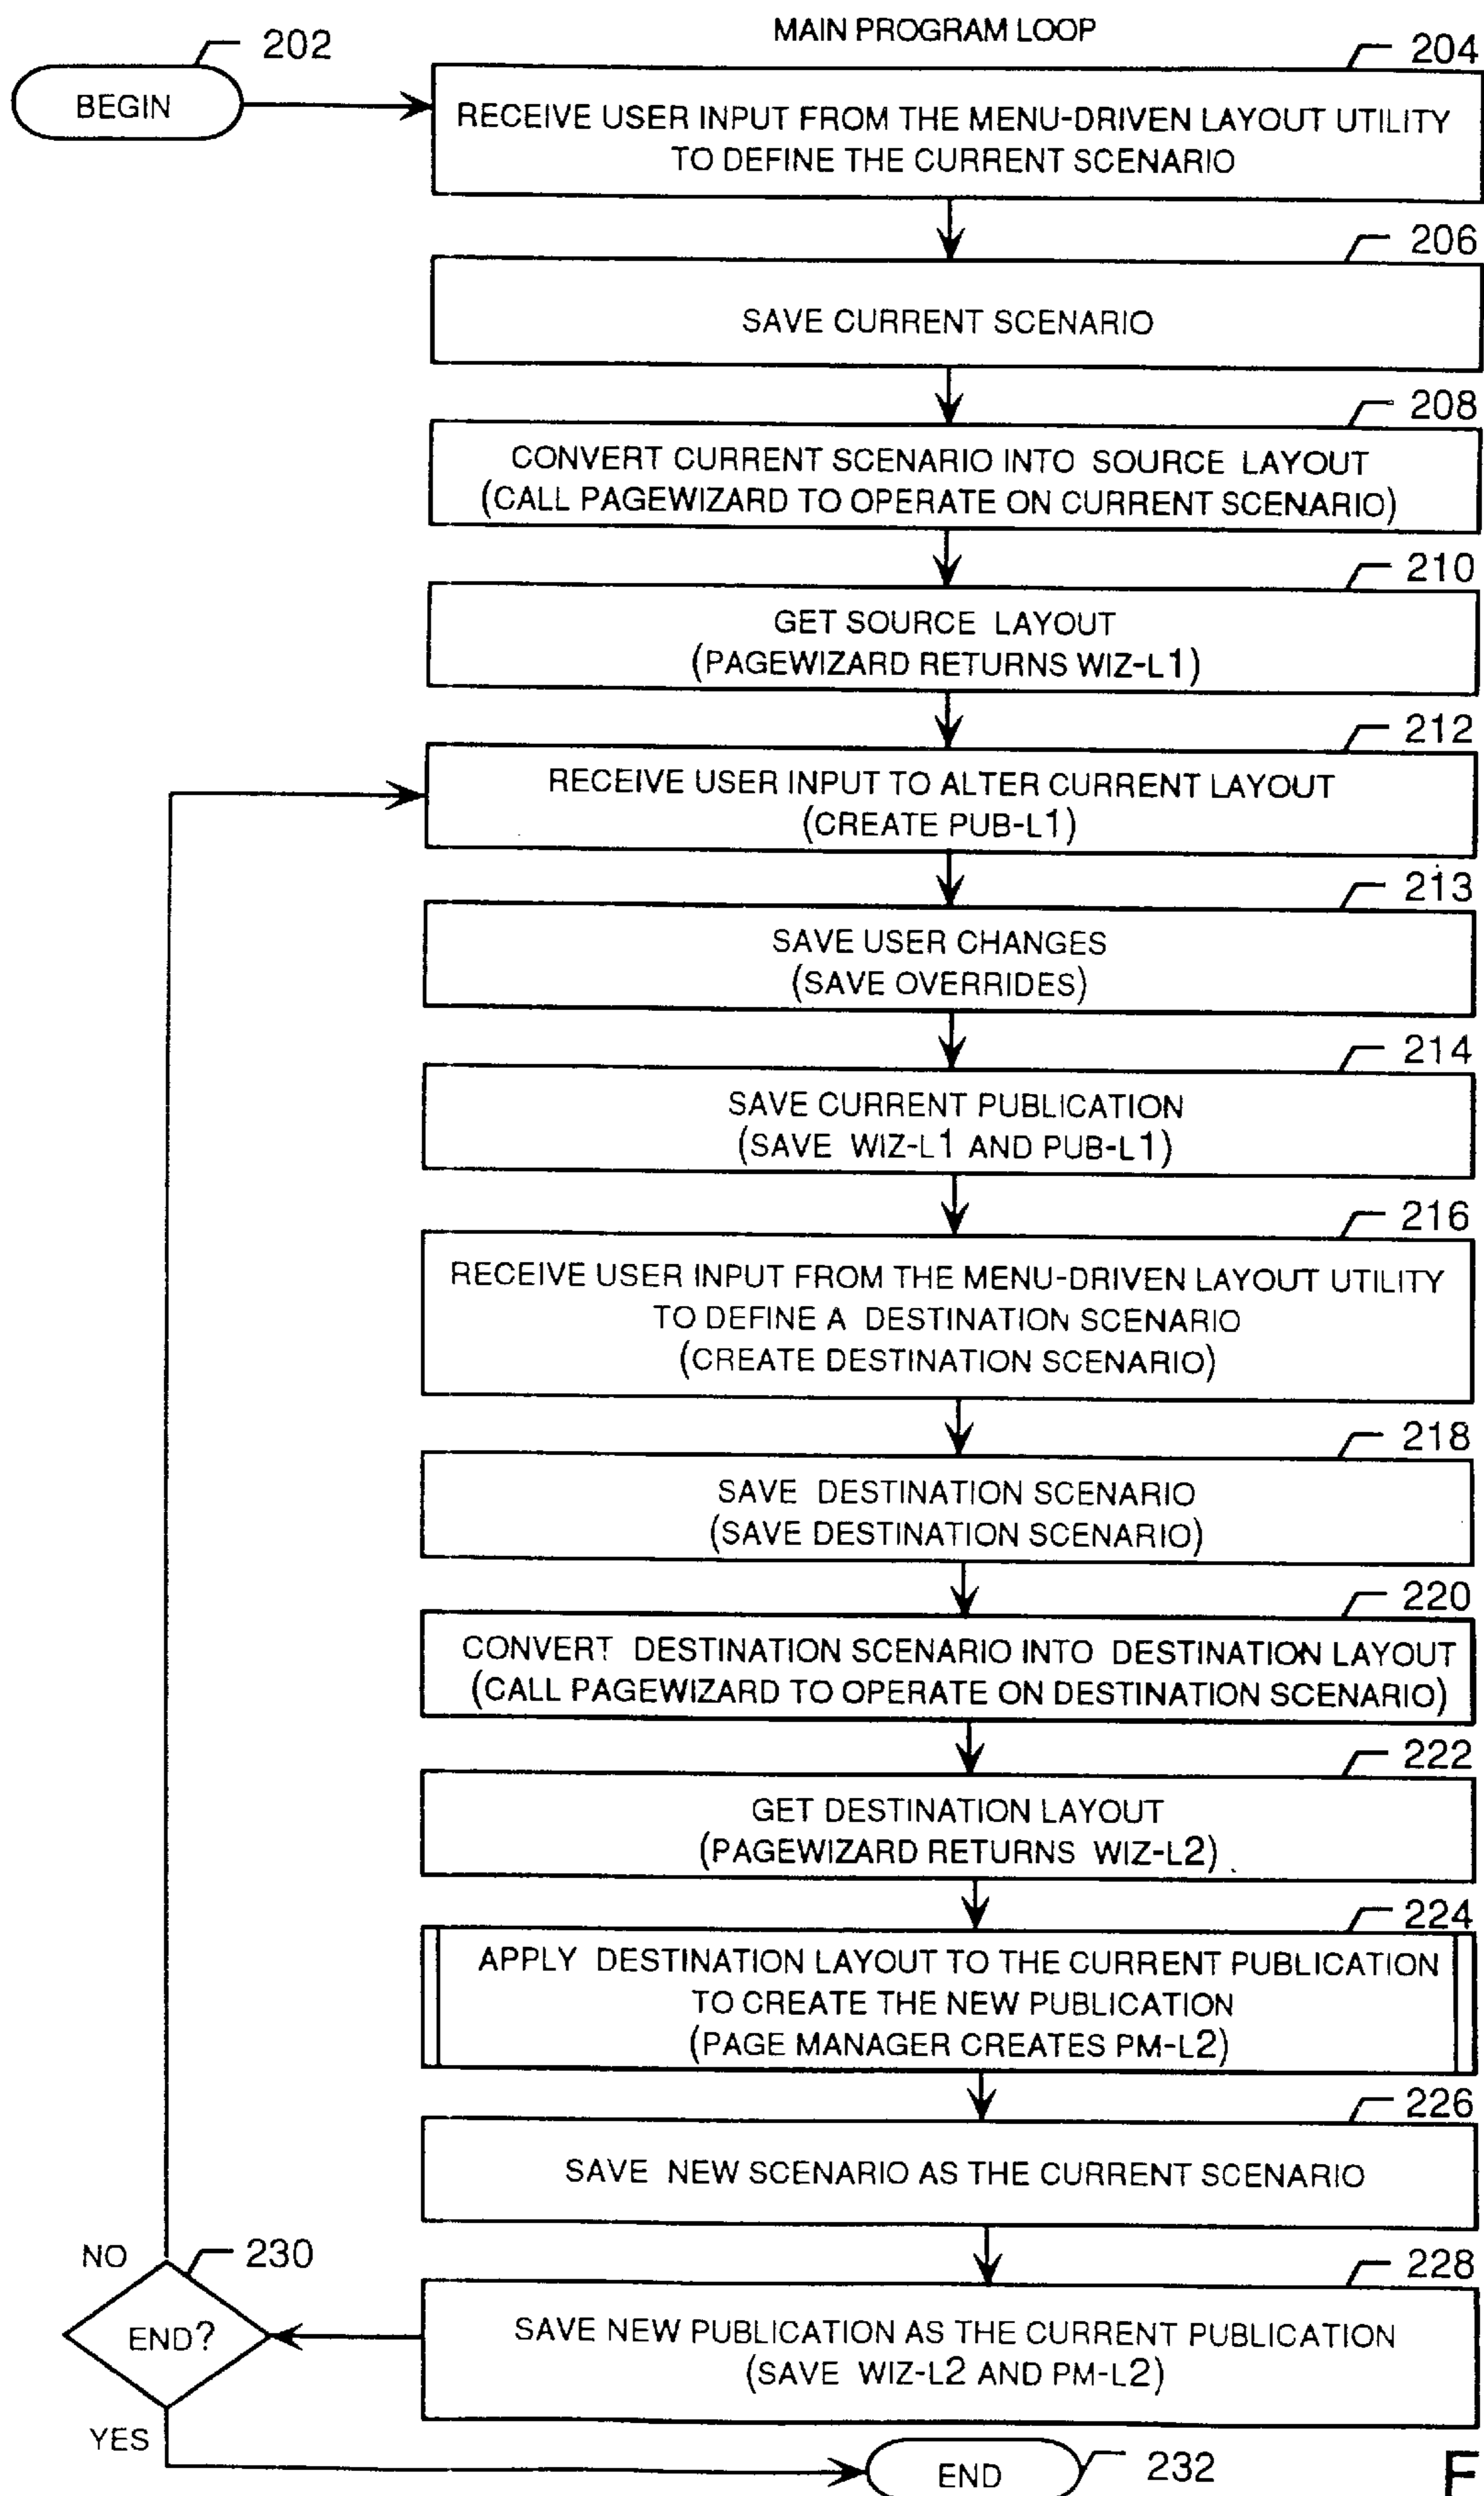 MAIN PROGRAM LOOP
202
BEGIN
204
RECEIVE USER INPUT FROM THE MENU-DRIVEN LAYOUT UTILITY
TO DEFINE THE CURRENT SCENARIO
206
SAVE CURRENT SCENARIO
208
CONVERT CURRENT SCENARIO INTO SOURCE LAYOUT
(CALL PAGEWIZARD TO OPERATE ON CURRENT SCENARIO)
210
GET SOURCE LAYOUT
(PAGEWIZARD RETURNS WIZ-L1)
212
RECEIVE USER INPUT TO ALTER CURRENT LAYOUT
(CREATE PUB-L1)
213
SAVE USER CHANGES
(SAVE OVERRIDES)
214
SAVE CURRENT PUBLICATION
(SAVE WIZ-L1 AND PUB-L1)
216
RECEIVE USER INPUT FROM THE MENU-DRIVEN LAYOUT UTILITY
TO DEFINE A DESTINATION SCENARIO
(CREATE DESTINATION SCENARIO)
218
SAVE DESTINATION SCENARIO
(SAVE DESTINATION SCENARIO)
220
CONVERT DESTINATION SCENARIO INTO DESTINATION LAYOUT
(CALL PAGEWIZARD TO OPERATE ON DESTINATION SCENARIO)
222
GET DESTINATION LAYOUT
(PAGEWIZARD RETURNS WIZ-L2)
224
APPLY DESTINATION LAYOUT TO THE CURRENT PUBLICATION
TO CREATE THE NEW PUBLICATION
(PAGE MANAGER CREATES PM-L2)
226
SAVE NEW SCENARIO AS THE CURRENT SCENARIO
228
SAVE NEW PUBLICATION AS THE CURRENT PUBLICATION
(SAVE WIZ-L2 AND PM-L2)
NO
230
END?
YES
END
232